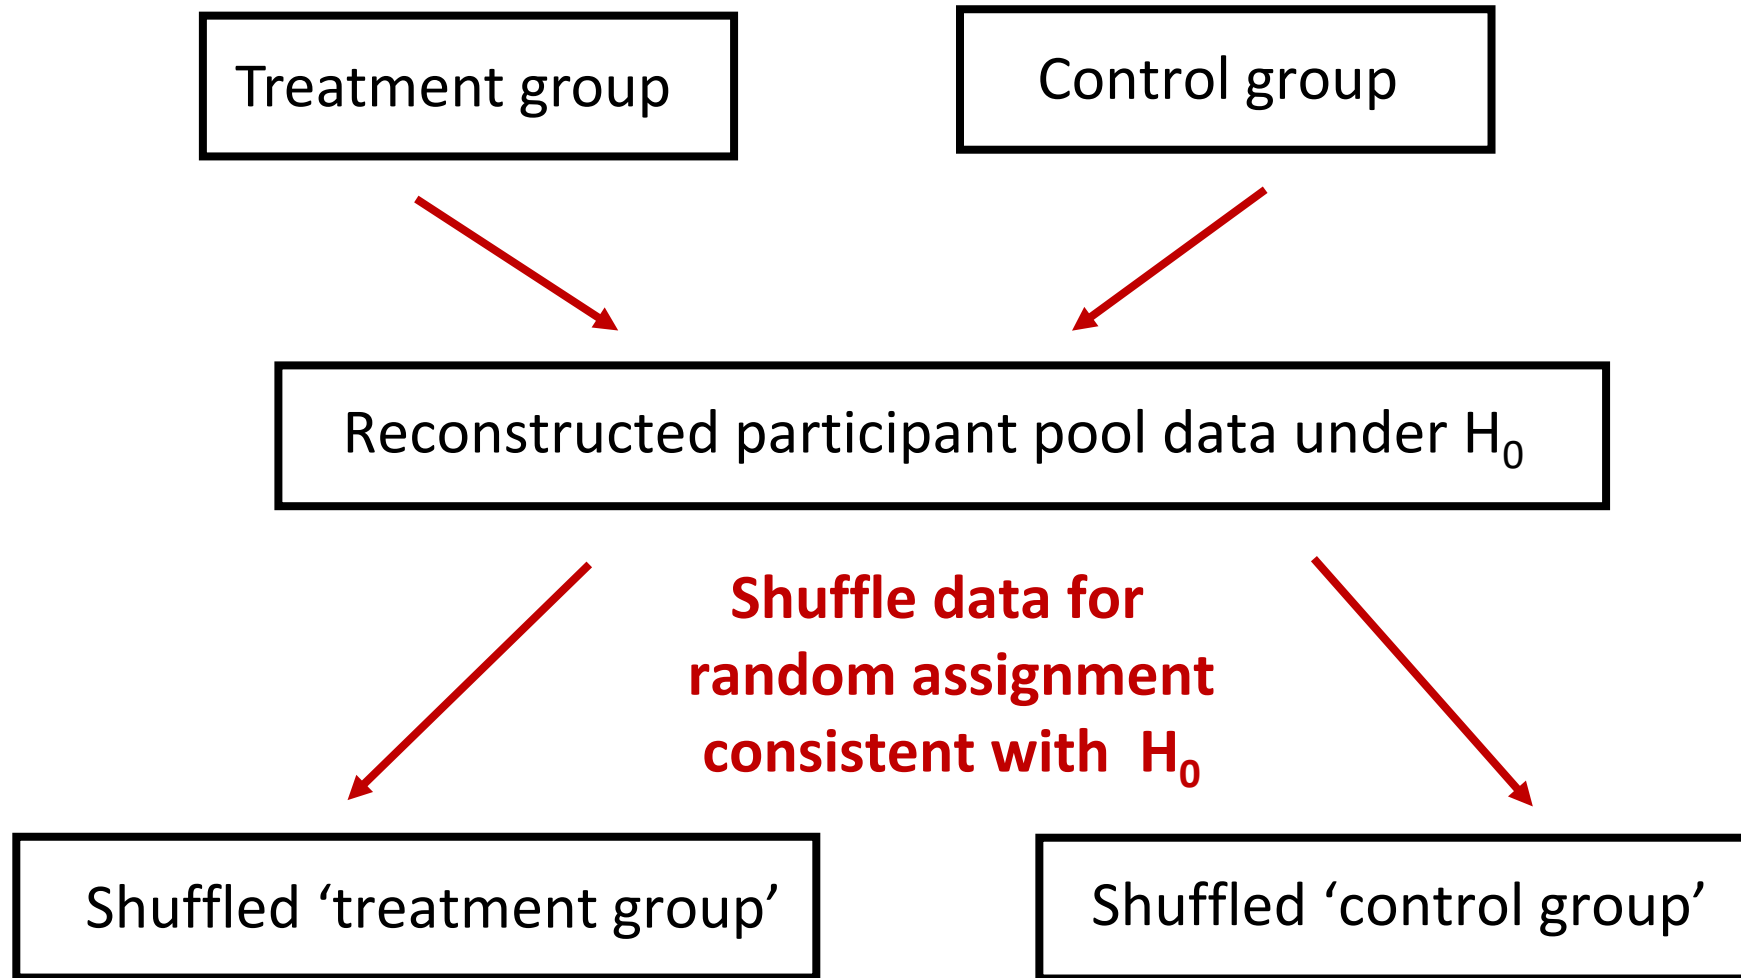 Treatment group
Control group
Reconstructed participant pool data under H₀
Shuffle data for
random assignment
consistent with H₀
Shuffled ‘treatment group’
Shuffled ‘control group’